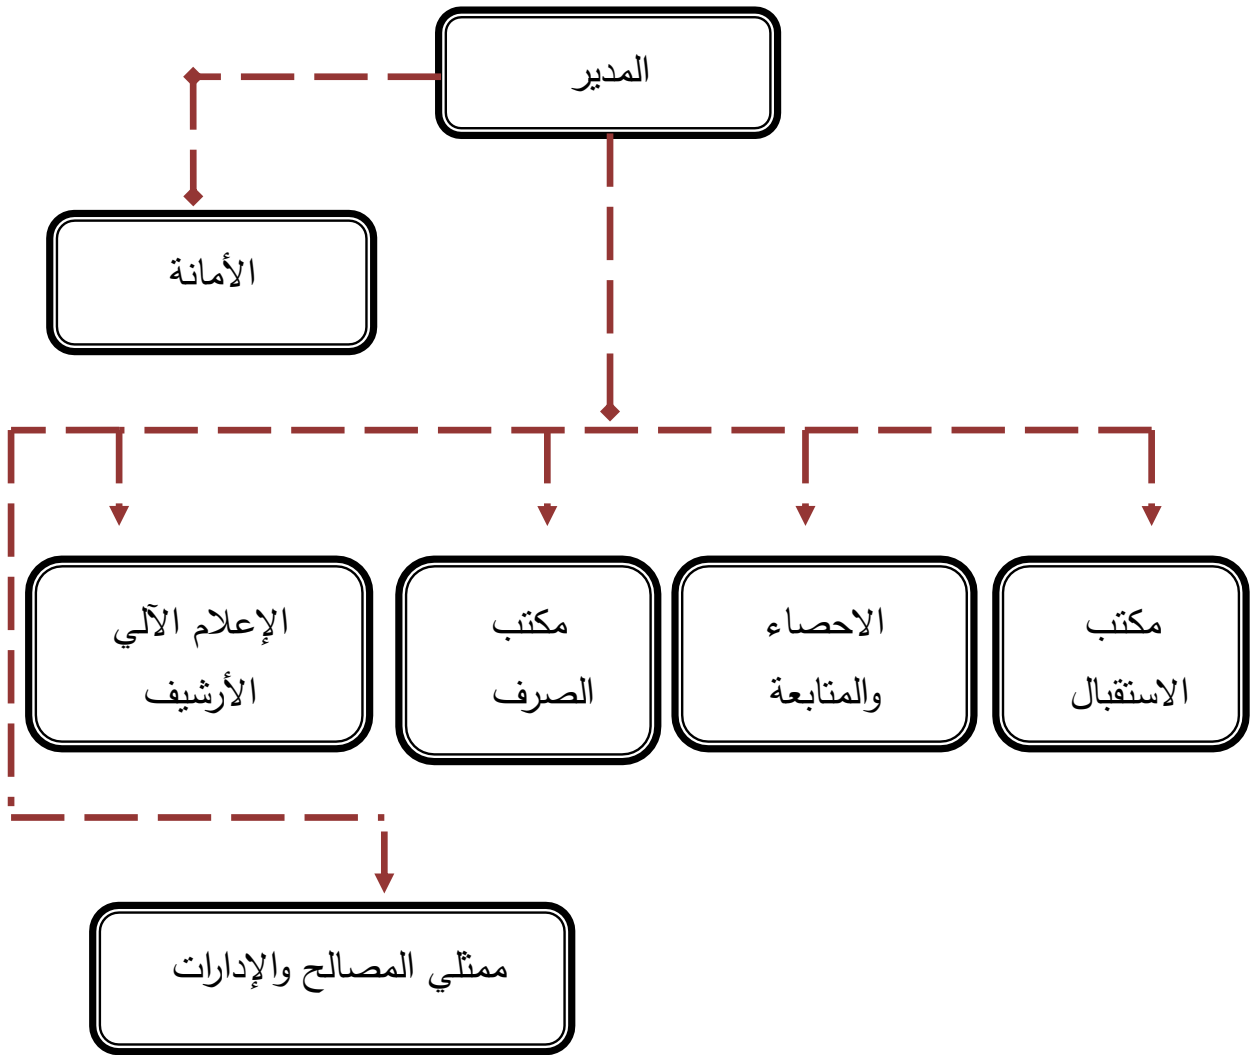 المدير
الأمانة
مكتب
الاستقبال
الاحصاء
والمتابعة
مكتب
الصرف
الإعلام الآلي
الأرشيف
ممثلي المصالح والإدارات